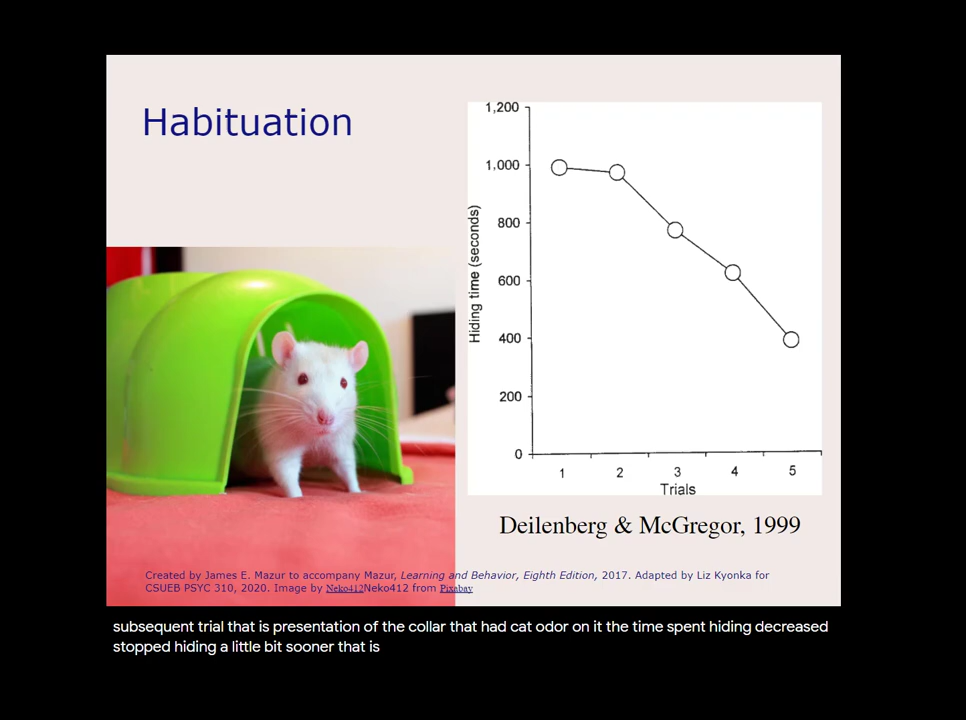 Habituation
1,200
1,000
800
600
400
200
0
Hiding time (seconds)
1 2 3 4 5
Trials
Deilenberg & McGregor, 1999
Created by James E. Mazur to accompany Mazur, Learning and Behavior, Eighth Edition, 2017. Adapted by Liz Kyonka for
CSUEB PSYC 310, 2020. Image by Neko412Neko412 from Pixabay
subsequent trial that is presentation of the collar that had cat odor on it the time spent hiding decreased
stopped hiding a little bit sooner that is